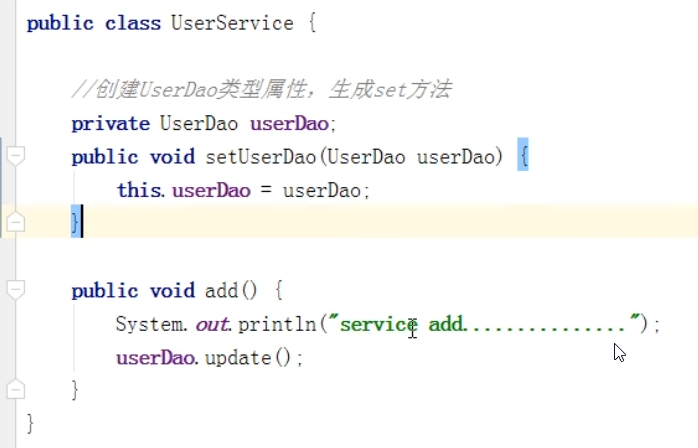 public class UserService {
//创建UserDao类型属性，生成set方法
private UserDao userDao;
public void setUserDao(UserDao userDao) {
this.userDao = userDao;
}
public void add() {
System.out.println("service add...............");
userDao.update();
}
}